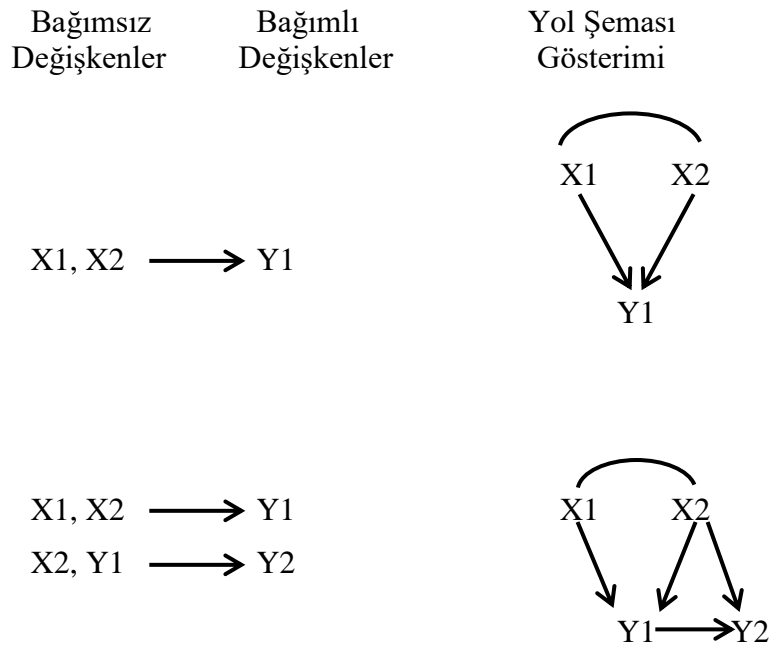 Bağımsız Bağımlı Yol Şeması
Değişkenler Değişkenler Gösterimi
X1 X2
X1, X2 Y1
Y1
X1, X2 Y1 X1 X2
X2, Y1 Y2
Y1 Y2